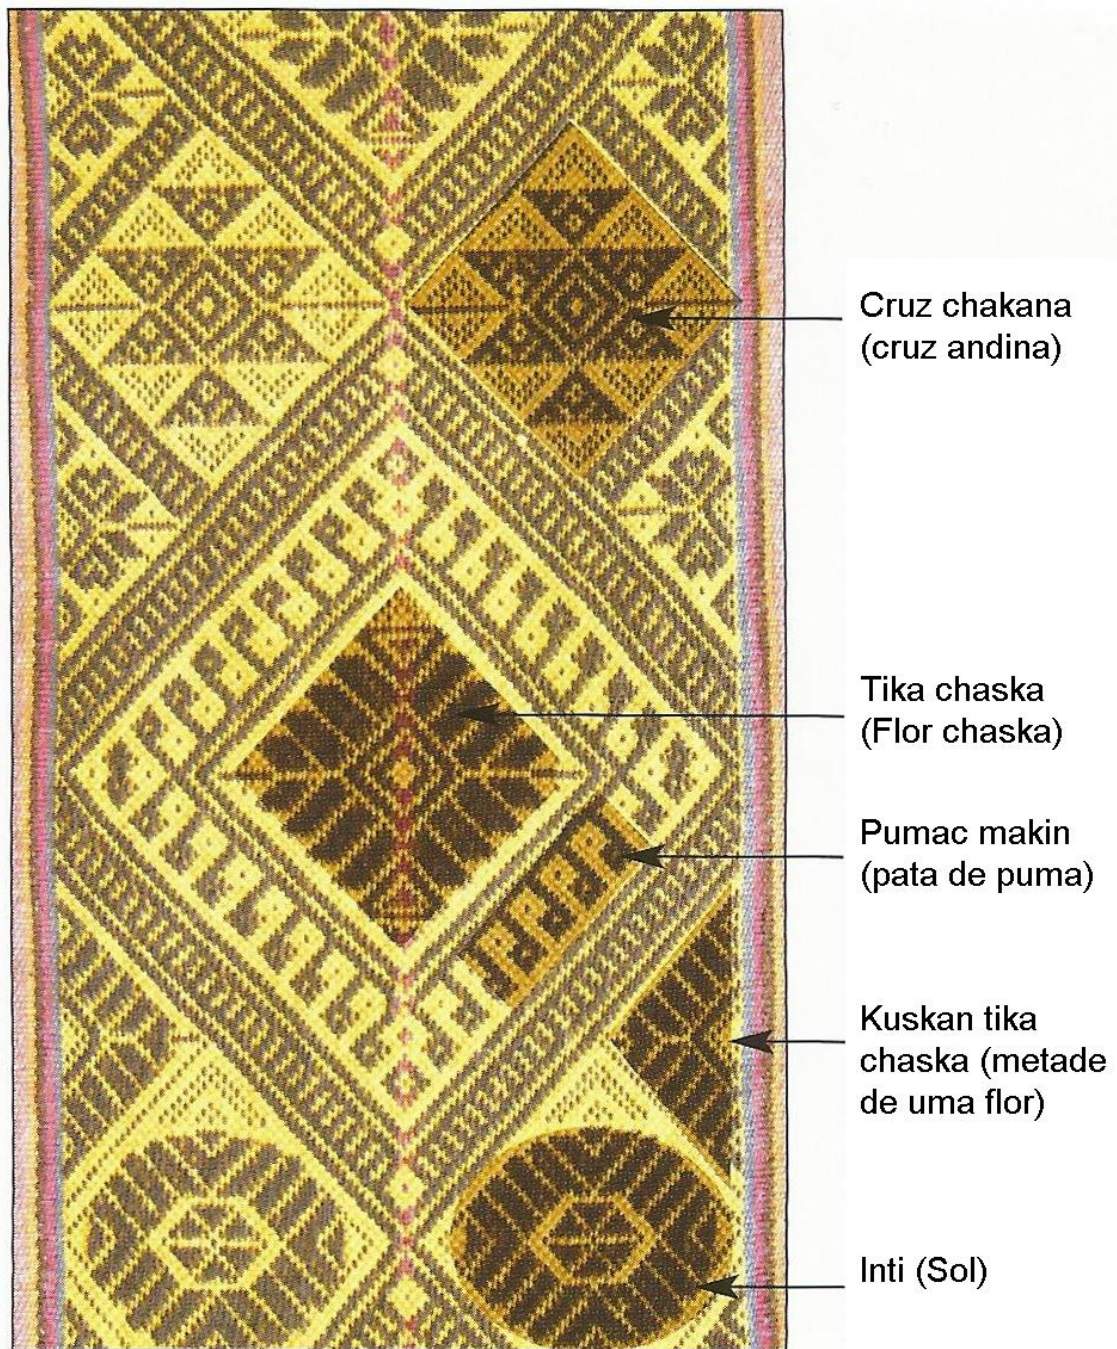 Cruz chakana
(cruz andina)
Tika chaska
(Flor chaska)
Pumac makin
(pata de puma)
Kuskan tika
chaska (metade
de uma flor)
Inti (Sol)